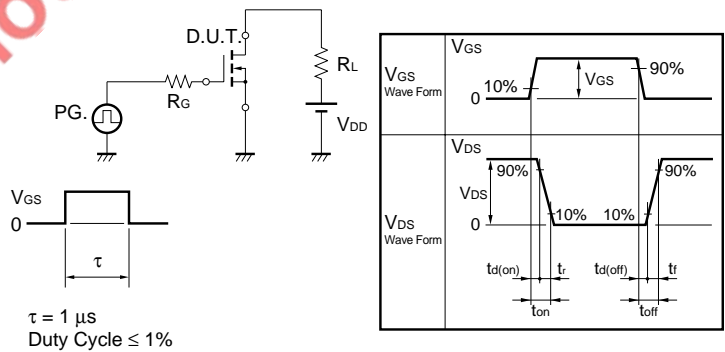 D.U.T.
RL
RG
PG.
VDD
VGS
0
τ
τ = 1 μs
Duty Cycle ≤ 1%
VGS
Wave Form
VGS
10%
0
VGS
90%
VDS
Wave Form
VDS
90%
VDS
0
10%
10%
90%
td(on)
tr
td(off)
tf
ton
toff